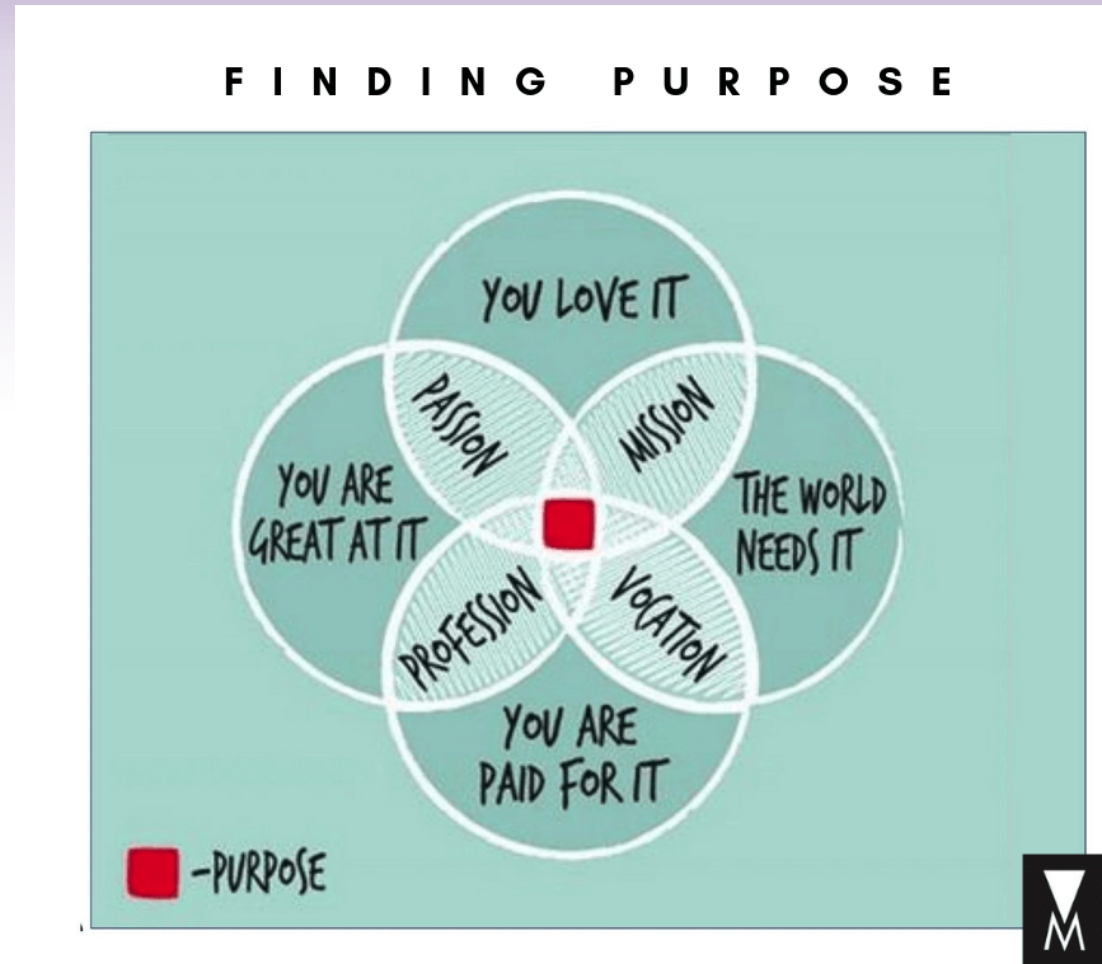 FINDING PURPOSE
YOU LOVE IT
PASSION
MISSION
YOU ARE
GREAT AT IT
THE WORLD
NEEDS IT
PROFESSION
VOCATION
YOU ARE
PAID FOR IT
-PURPOSE